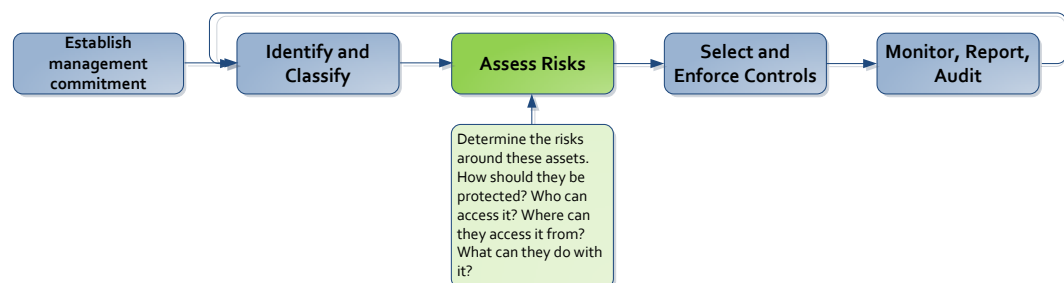 Establish
management
commitment
Identify and
Classify
Assess Risks
Select and
Enforce Controls
Monitor, Report,
Audit
Determine the risks
around these assets.
How should they be
protected? Who can
access it? Where can
they access it from?
What can they do with
it?